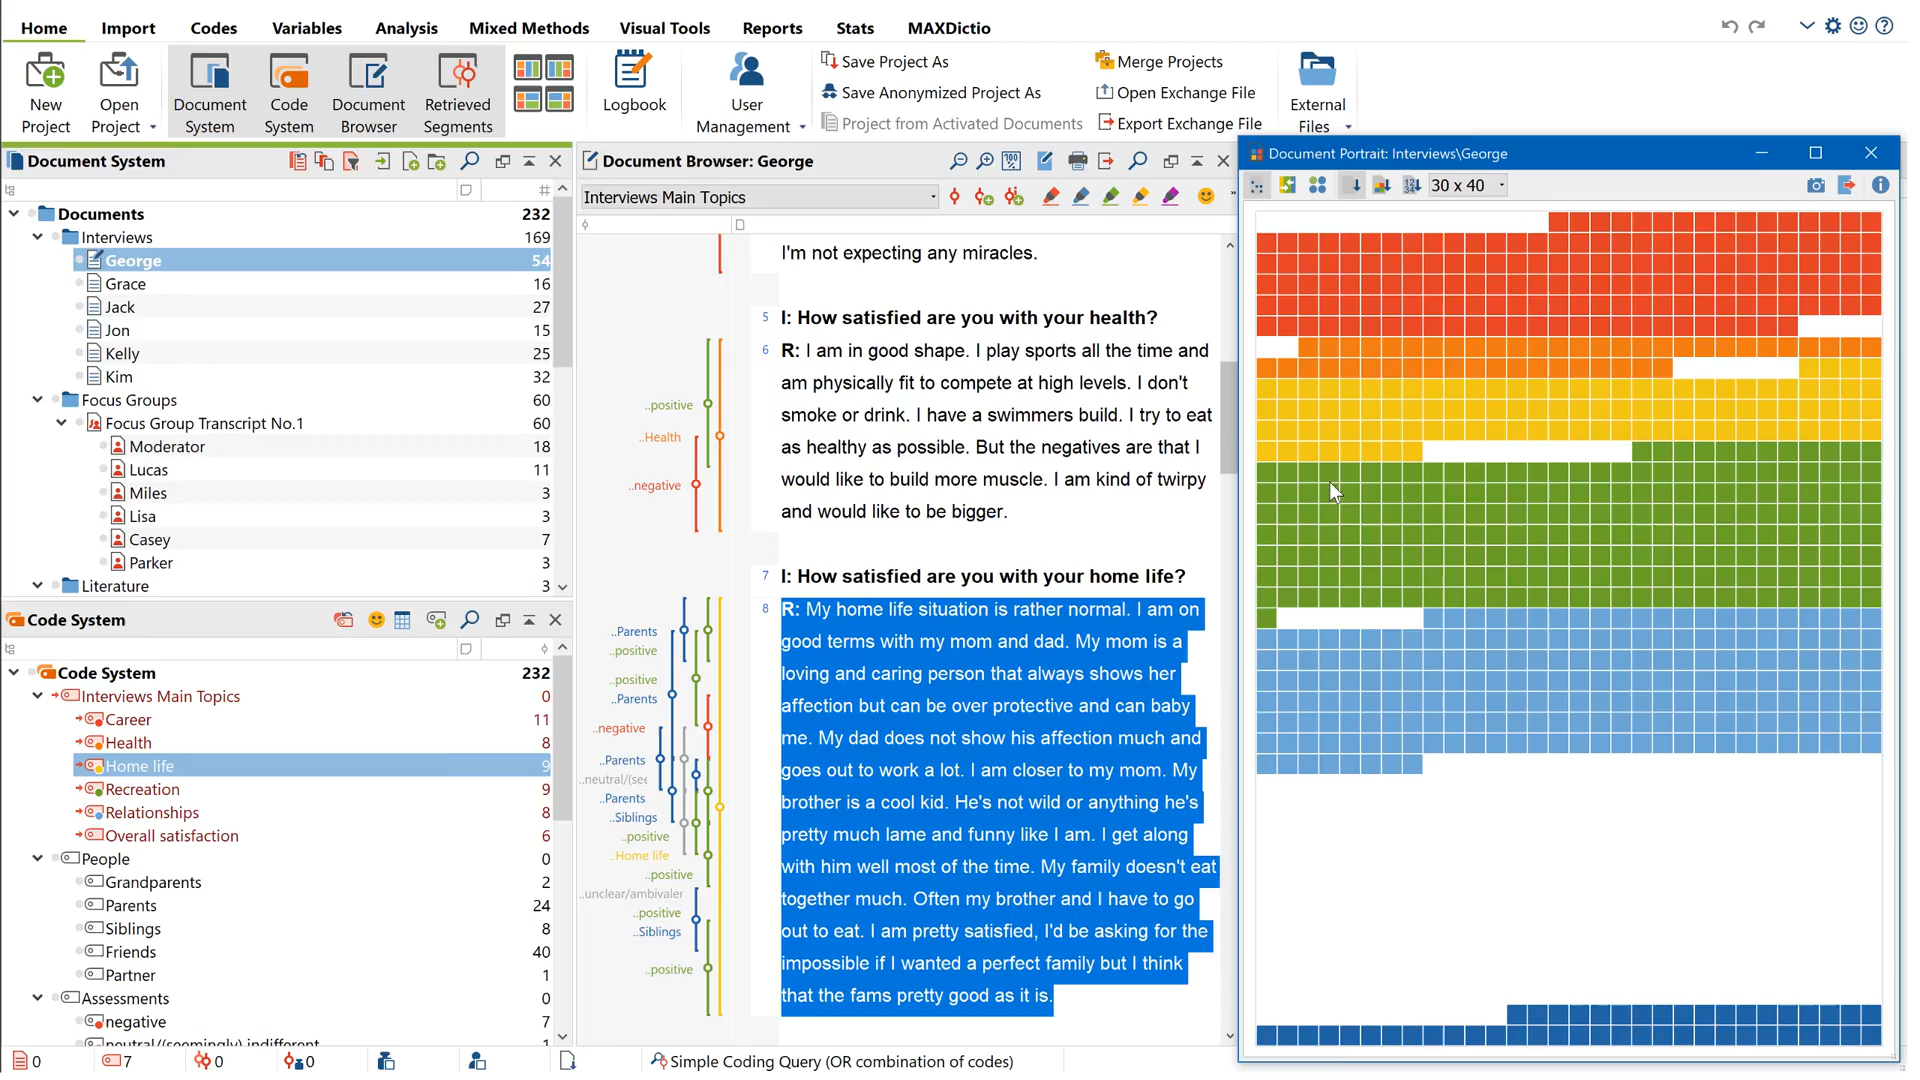 Home Import Codes Variables Analysis Mixed Methods Visual Tools Reports Stats MAXDictio
New Project
Open Project
Document System
Code System
Document Browser
Retrieved Segments
Logbook
User Management
Save Project As
Save Anonymized Project As
Project from Activated Documents
Merge Projects
Open Exchange File
Export Exchange File
External Files
Document System
Documents 232
Interviews 169
George 54
Grace 16
Jack 27
Jon 15
Kelly 25
Kim 32
Focus Groups 60
Focus Group Transcript No.1 60
Moderator 18
Lucas 11
Miles 3
Lisa 3
Casey 7
Parker 3
Literature 3
Code System
Code System 232
Interviews Main Topics 0
Career 11
Health 8
Home life 9
Recreation 9
Relationships 8
Overall satisfaction 6
People 0
Grandparents 2
Parents 24
Siblings 8
Friends 40
Partner 1
Assessments 0
negative 7
neutral/(seemingly) indifferent 1
Document Browser: George
Interviews Main Topics
I'm not expecting any miracles.
5 I: How satisfied are you with your health?
6 R: I am in good shape. I play sports all the time and
am physically fit to compete at high levels. I don't
smoke or drink. I have a swimmers build. I try to eat
as healthy as possible. But the negatives are that I
would like to build more muscle. I am kind of twirpy
and would like to be bigger.
..positive
..Health
..negative
7 I: How satisfied are you with your home life?
8 R: My home life situation is rather normal. I am on
good terms with my mom and dad. My mom is a
loving and caring person that always shows her
affection but can be over protective and can baby
me. My dad does not show his affection much and
goes out to work a lot. I am closer to my mom. My
brother is a cool kid. He's not wild or anything he's
pretty much lame and funny like I am. I get along
with him well most of the time. My family doesn't eat
together much. Often my brother and I have to go
out to eat. I am pretty satisfied, I'd be asking for the
impossible if I wanted a perfect family but I think
that the fams pretty good as it is.
..Parents
..positive
..positive
..Parents
..negative
..Parents
..neutral/(see
..Parents
..Siblings
..positive
..Home life
..positive
..unclear/ambivaler
..positive
..Siblings
..positive
Document Portrait: Interviews\George
30 x 40
0 7 0 0 Simple Coding Query (OR combination of codes)